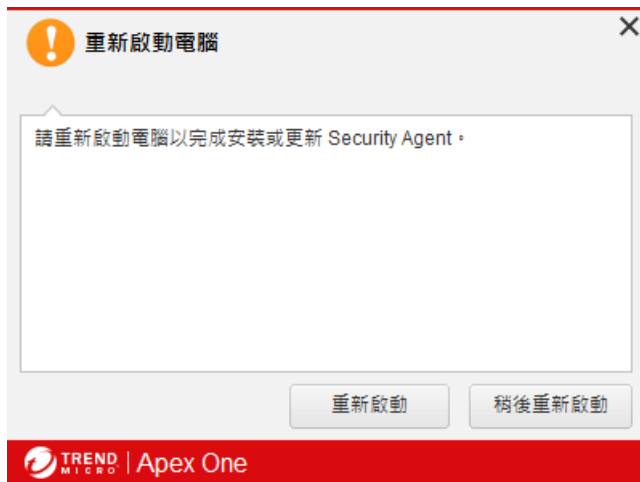 重新啟動電腦
請重新啟動電腦以完成安裝或更新 Security Agent。
重新啟動
稍後重新啟動
TREND MICRO | Apex One